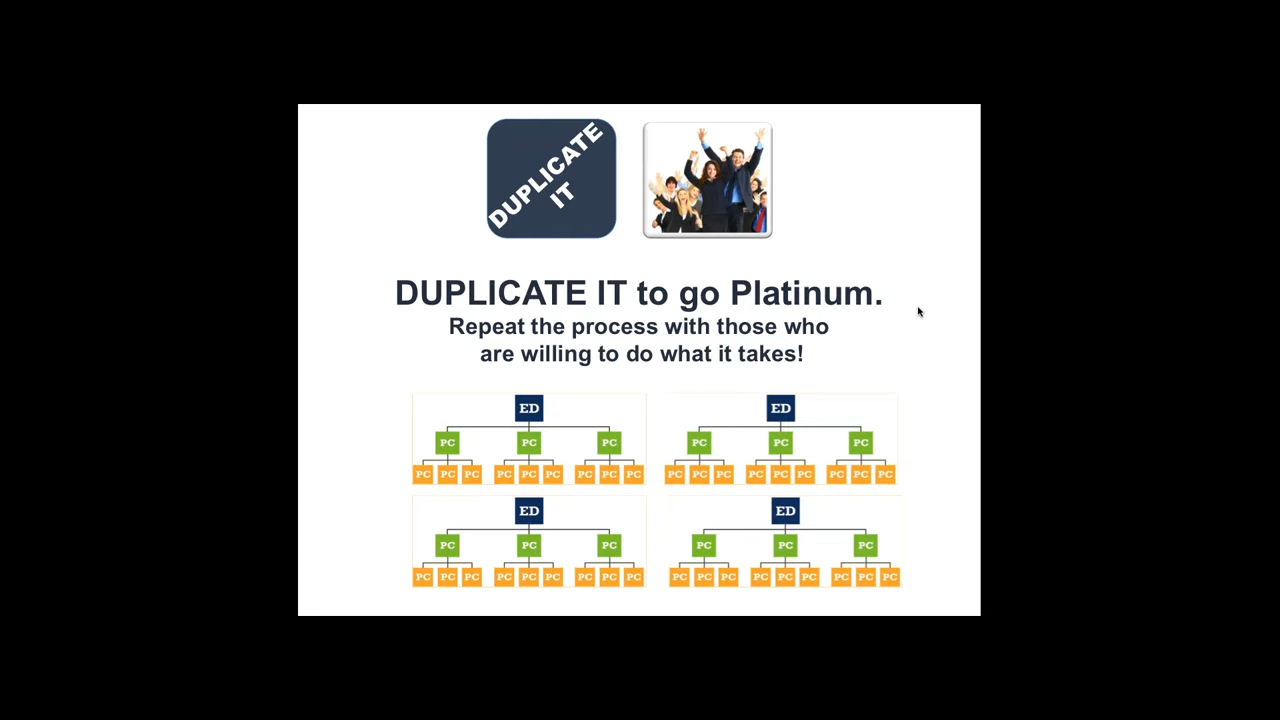 DUPLICATE
IT
DUPLICATE IT to go Platinum.
Repeat the process with those who
are willing to do what it takes!
ED ED
PC PC PC PC PC PC
PC PC PC PC PC PC PC PC PC PC PC PC PC PC PC PC PC PC
ED ED
PC PC PC PC PC PC
PC PC PC PC PC PC PC PC PC PC PC PC PC PC PC PC PC PC